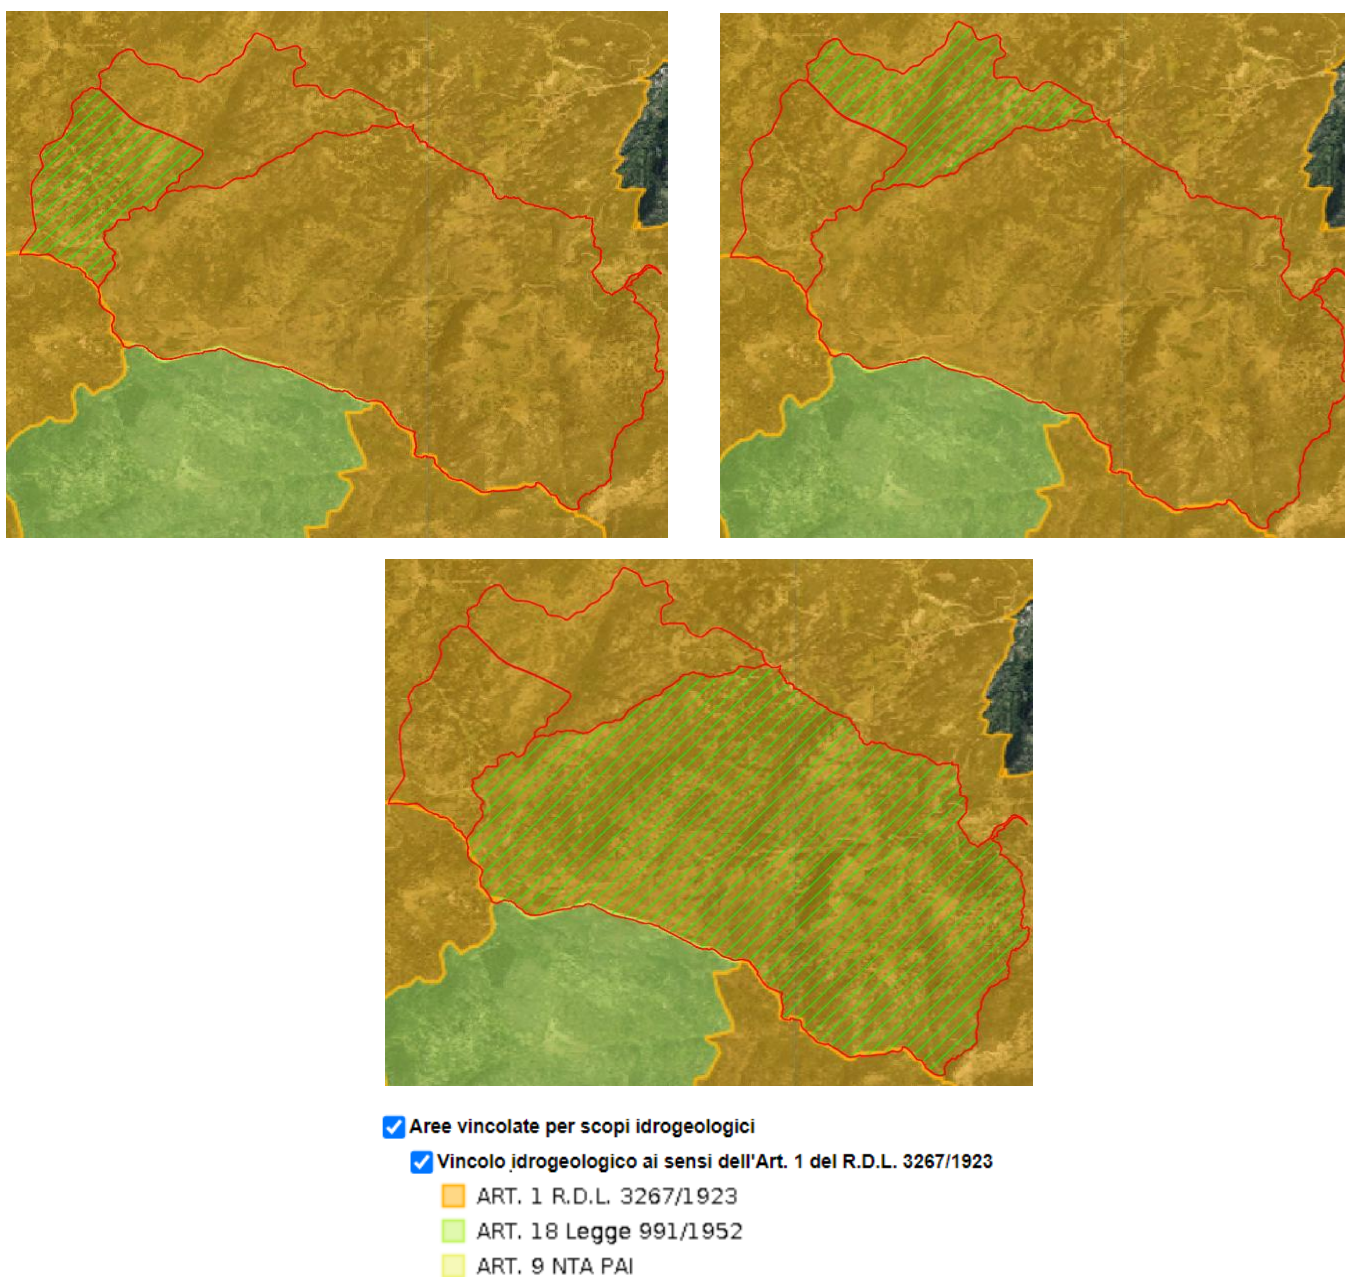 Aree vincolate per scopi idrogeologici
Vincolo idrogeologico ai sensi dell'Art. 1 del R.D.L. 3267/1923
ART. 1 R.D.L. 3267/1923
ART. 18 Legge 991/1952
ART. 9 NTA PAI